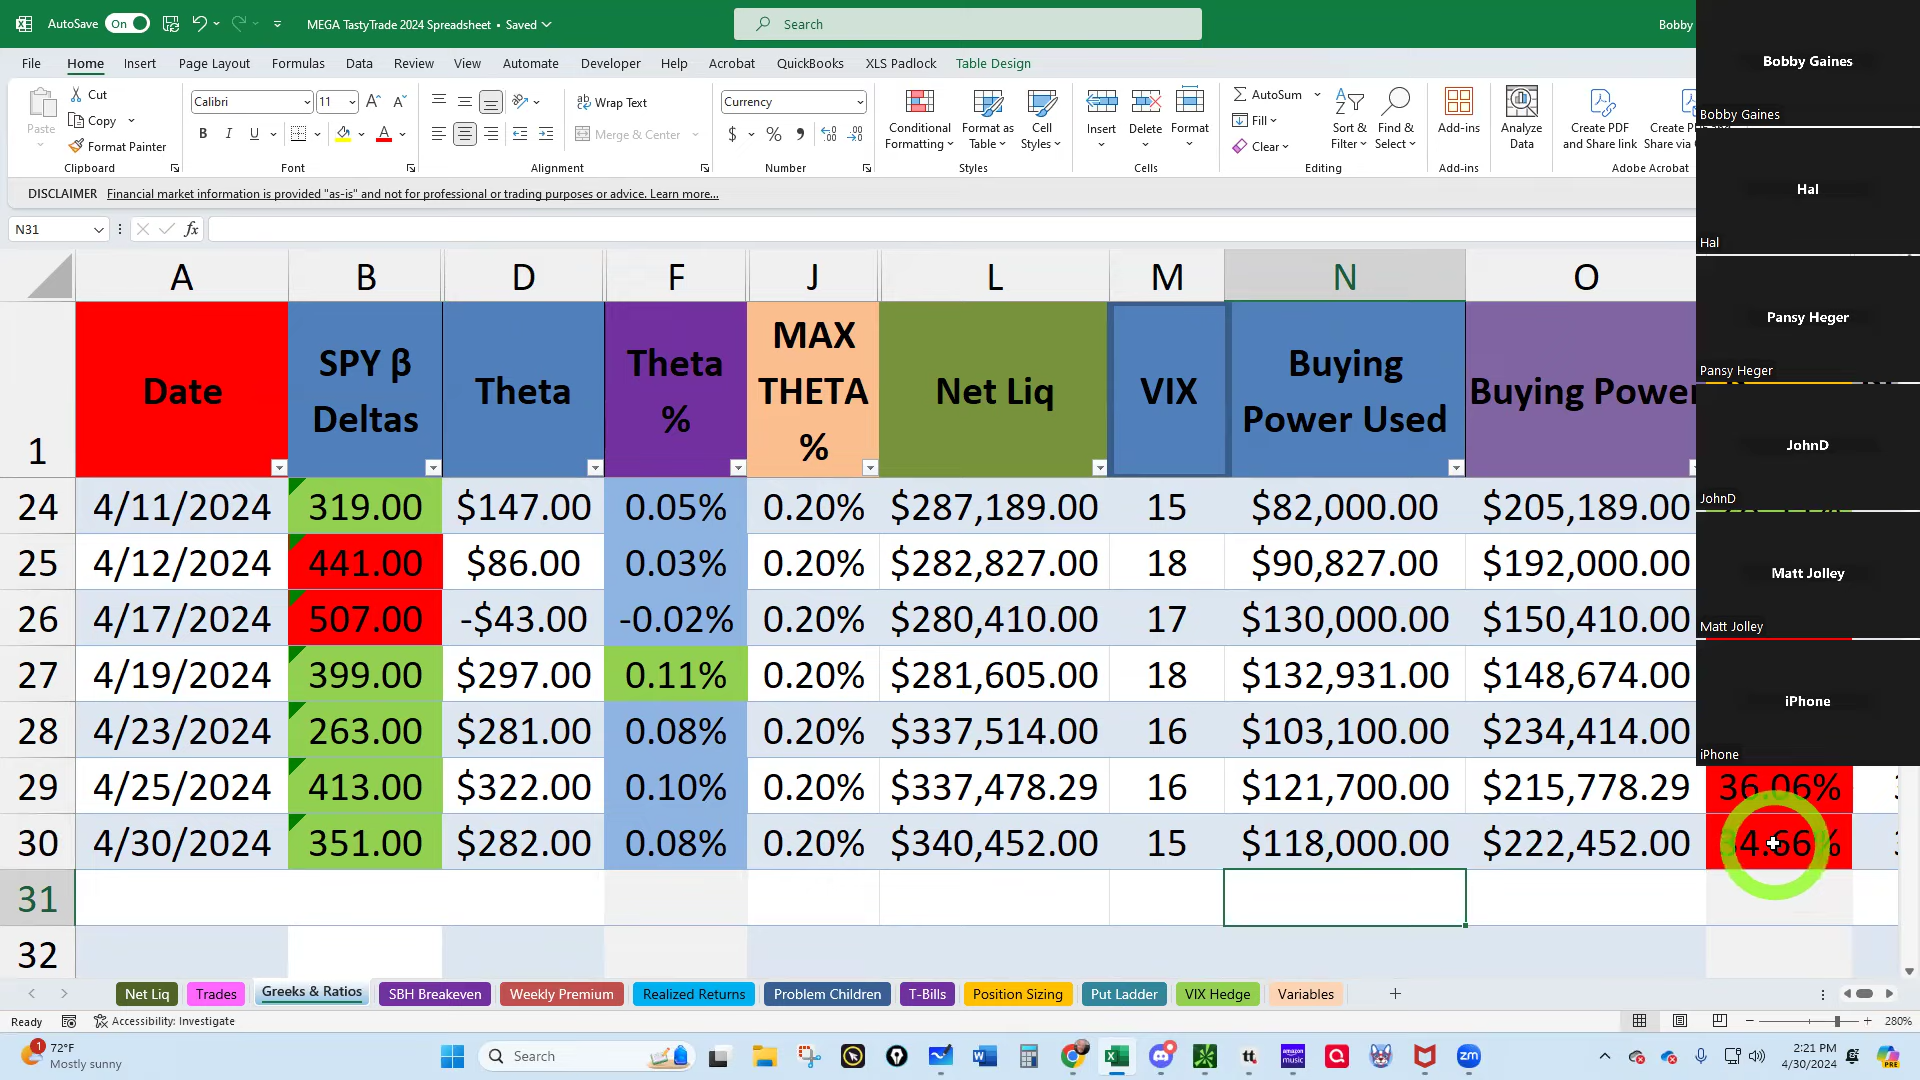 AutoSave On MEGA TastyTrade 2024 Spreadsheet • Saved Search Bobby
File Home Insert Page Layout Formulas Data Review View Automate Developer Help Acrobat QuickBooks XLS Padlock Table Design
Paste Cut Copy Format Painter Clipboard
Calibri 11 B I U A Font
Wrap Text Merge & Center Alignment
Currency $ % , Number
Conditional Formatting Format as Table Cell Styles Styles
Insert Delete Format Cells
AutoSum Fill Clear Sort & Filter Find & Select Editing
Add-ins Add-ins
Analyze Data
Create PDF and Share link Create P Share via Adobe Acrobat
DISCLAIMER Financial market information is provided "as-is" and not for professional or trading purposes or advice. Learn more...
N31 fx
A B D F J L M N O
1 Date SPY β Deltas Theta Theta % MAX THETA % Net Liq VIX Buying Power Used Buying Power
24 4/11/2024 319.00 $147.00 0.05% 0.20% $287,189.00 15 $82,000.00 $205,189.00
25 4/12/2024 441.00 $86.00 0.03% 0.20% $282,827.00 18 $90,827.00 $192,000.00
26 4/17/2024 507.00 -$43.00 -0.02% 0.20% $280,410.00 17 $130,000.00 $150,410.00
27 4/19/2024 399.00 $297.00 0.11% 0.20% $281,605.00 18 $132,931.00 $148,674.00
28 4/23/2024 263.00 $281.00 0.08% 0.20% $337,514.00 16 $103,100.00 $234,414.00
29 4/25/2024 413.00 $322.00 0.10% 0.20% $337,478.29 16 $121,700.00 $215,778.29 36.06%
30 4/30/2024 351.00 $282.00 0.08% 0.20% $340,452.00 15 $118,000.00 $222,452.00 34.66%
31
32
Bobby Gaines
Bobby Gaines
Hal
Hal
Pansy Heger
Pansy Heger
JohnD
JohnD
Matt Jolley
Matt Jolley
iPhone
iPhone
Net Liq Trades Greeks & Ratios SBH Breakeven Weekly Premium Realized Returns Problem Children T-Bills Position Sizing Put Ladder VIX Hedge Variables
Ready Accessibility: Investigate 280%
1 72°F
Mostly sunny
Search
W tt amazon music Q zm PRE
2:21 PM
4/30/2024